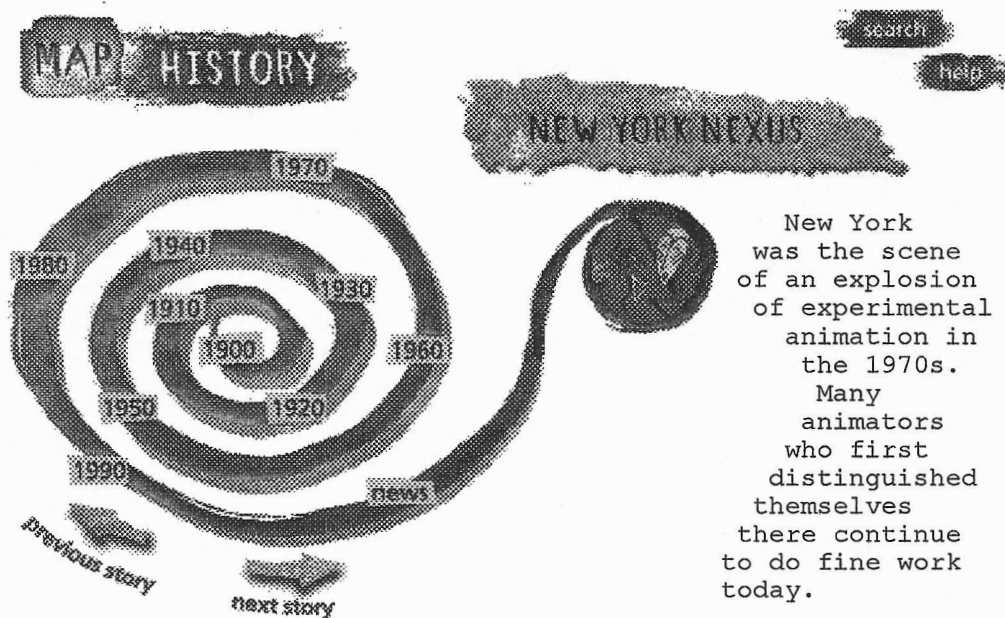 MAP HISTORY
search
help
NEW YORK NEXUS
1970
1940
1980
1930
1910
1900
1960
1950
1920
1990
news
previous story
next story
New York
was the scene
of an explosion
of experimental
animation in
the 1970s.
Many
animators
who first
distinguished
themselves
there continue
to do fine work
today.